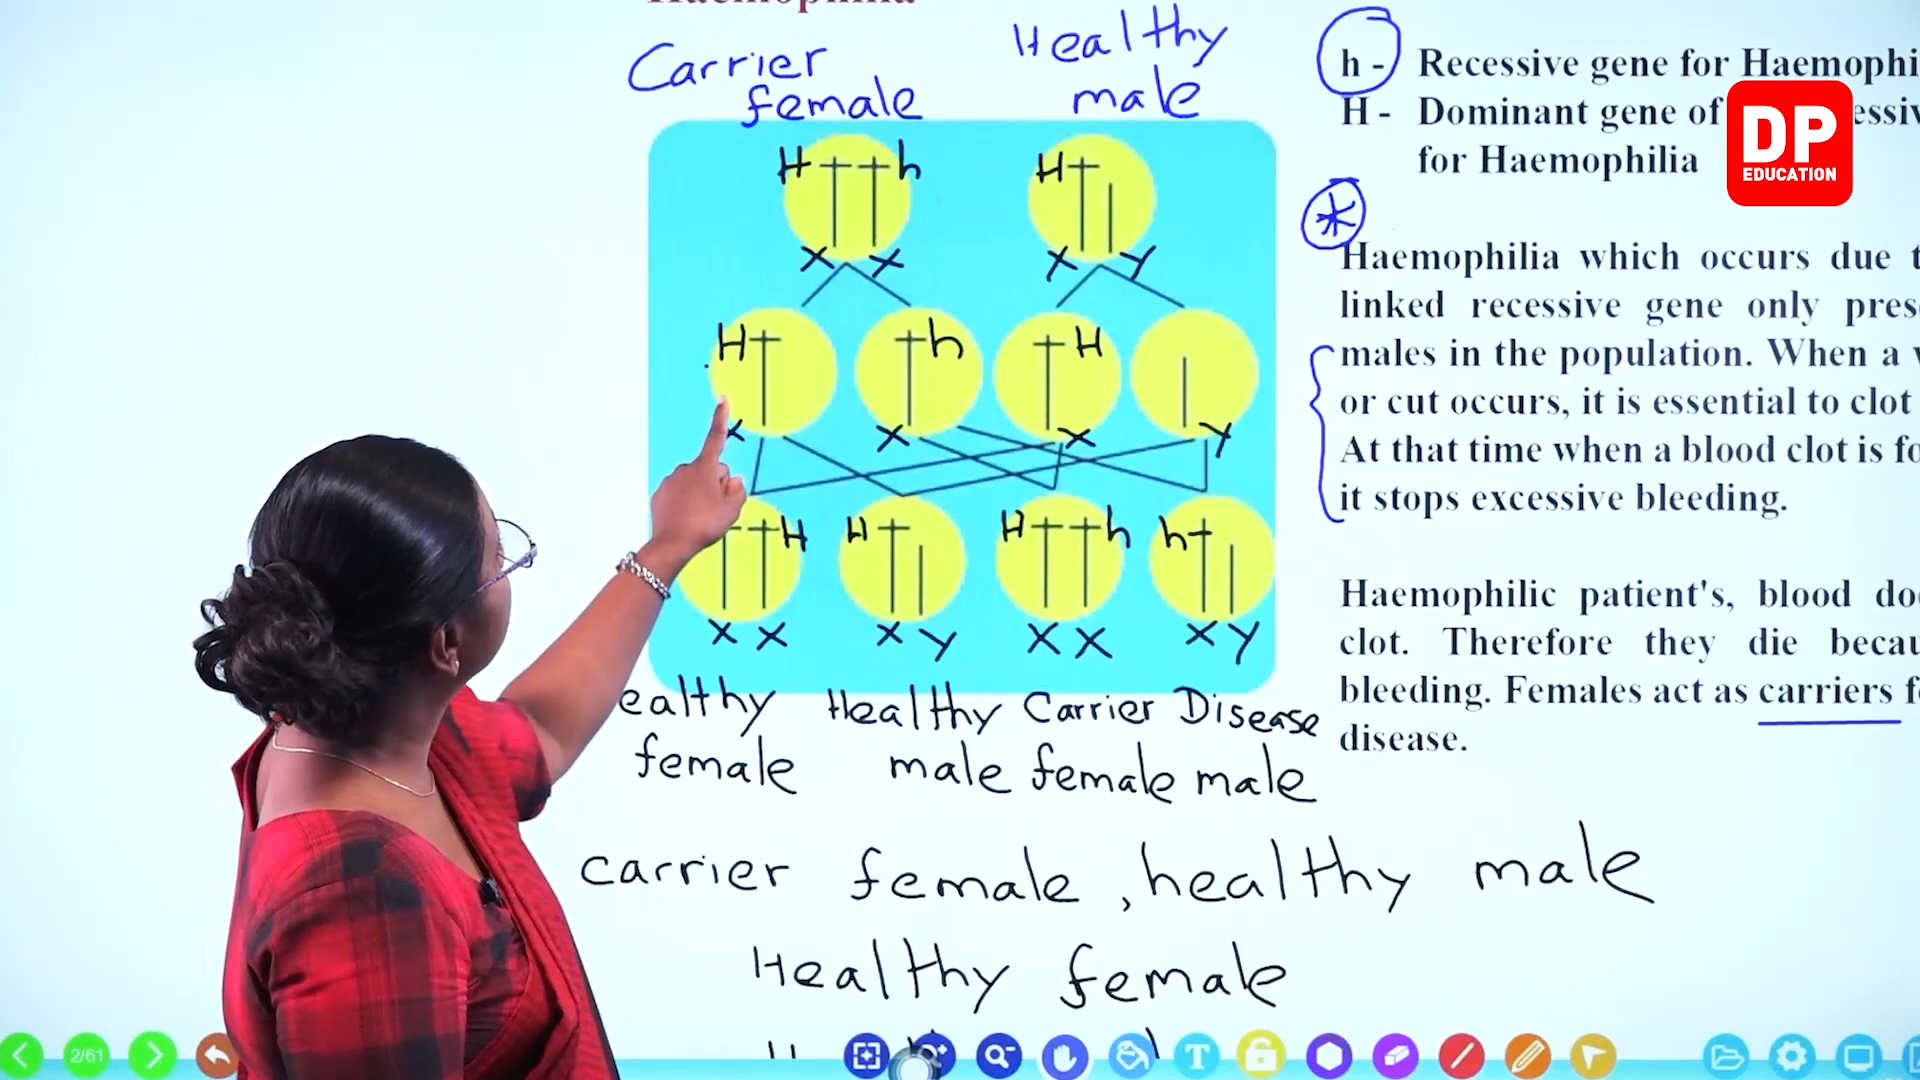 Haemophilia
Carrier
female
Healthy
male
H h
H
X X
X Y
H
h
H
X
X
X
Y
H
H
H h
h
X X
X Y
X X
X Y
ealthy
female
Healthy
male
Carrier
female
Disease
male
carrier female, healthy male
Healthy female
h - Recessive gene for Haemophi
H - Dominant gene of essiv
for Haemophilia
*
Haemophilia which occurs due t
linked recessive gene only pres
males in the population. When a
or cut occurs, it is essential to clot
At that time when a blood clot is fo
it stops excessive bleeding.
Haemophilic patient's, blood do
clot. Therefore they die becau
bleeding. Females act as carriers f
disease.
DP
EDUCATION
2/61
T